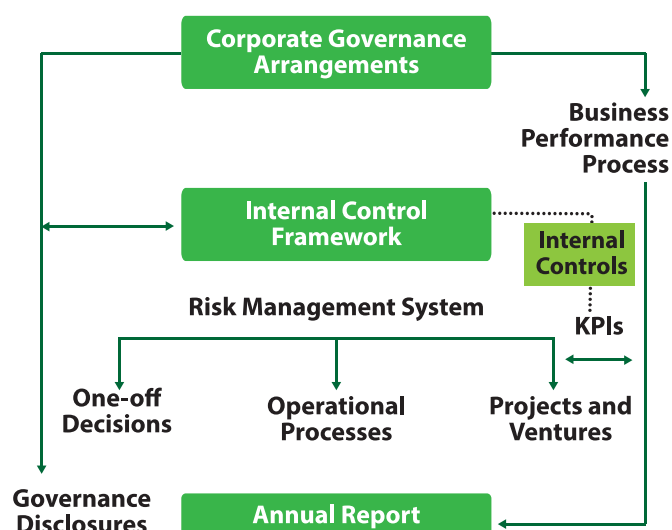 Corporate Governance
Arrangements
Business
Performance
Process
Internal Control
Framework
Internal
Controls
Risk Management System
KPIs
One-off
Decisions
Operational
Processes
Projects and
Ventures
Governance
Disclosures
Annual Report